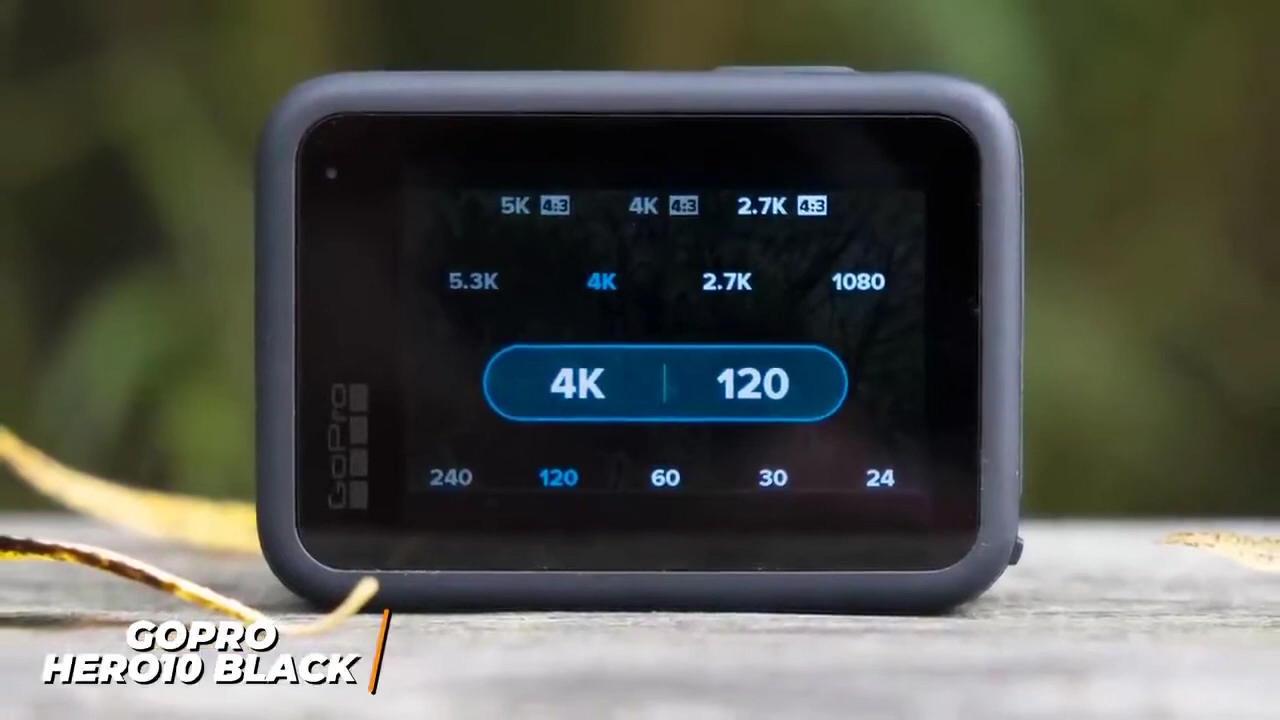 5K 4:3 4K 4:3 2.7K 4:3
5.3K 4K 2.7K 1080
4K | 120
240 120 60 30 24
GoPro
GOPRO
HERO10 BLACK